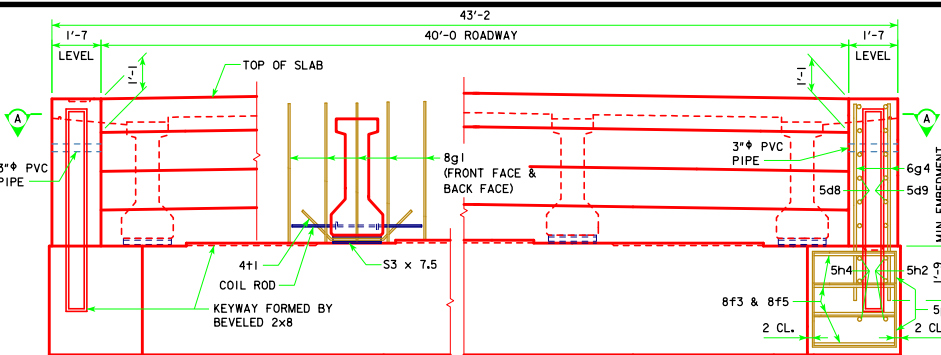 43'-2
1'-7
40'-0 ROADWAY
1'-7
LEVEL
LEVEL
1'-1
TOP OF SLAB
1'-1
A
A
3"Φ PVC
PIPE
8g1
(FRONT FACE &
BACK FACE)
3"Φ PVC
PIPE
6g4
5d8
5d9
MIN EMBEDMENT
4t1
COIL ROD
S3 x 7.5
KEYWAY FORMED BY
BEVELED 2x8
5h4
5h2
1'-9
8f3 & 8f5
2 CL.
2 CL